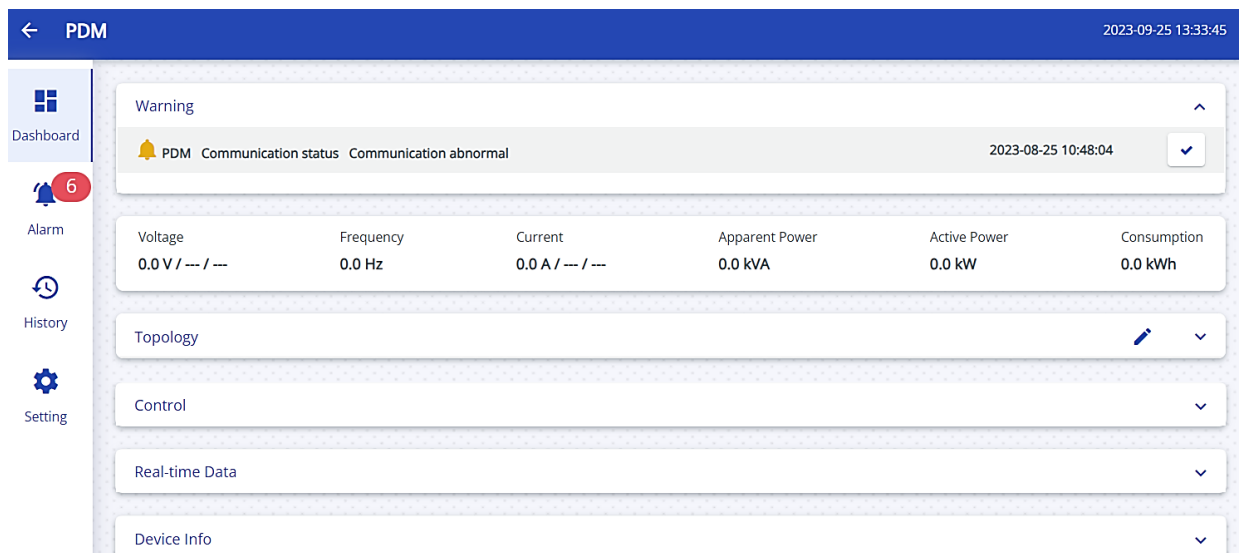 PDM 2023-09-25 13:33:45
Dashboard
6
Alarm
History
Setting
Warning
PDM Communication status Communication abnormal 2023-08-25 10:48:04
Voltage Frequency Current Apparent Power Active Power Consumption
0.0 V / --- / --- 0.0 Hz 0.0 A / --- / --- 0.0 kVA 0.0 kW 0.0 kWh
Topology
Control
Real-time Data
Device Info